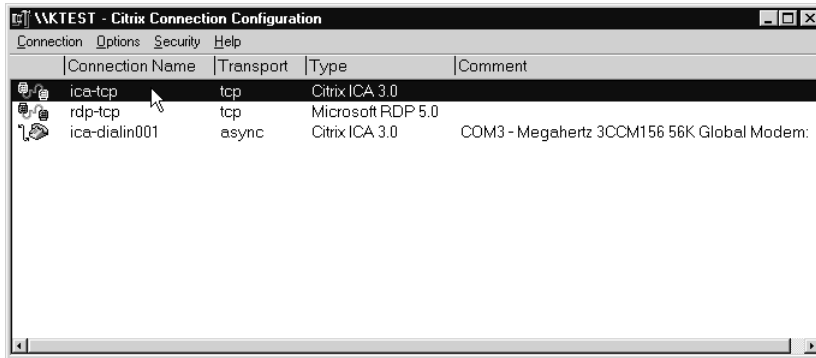 \\KTEST - Citrix Connection Configuration
Connection Options Security Help
Connection Name Transport Type Comment
ica-tcp tcp Citrix ICA 3.0
rdp-tcp tcp Microsoft RDP 5.0
ica-dialin001 async Citrix ICA 3.0 COM3 - Megahertz 3CCM156 56K Global Modem: